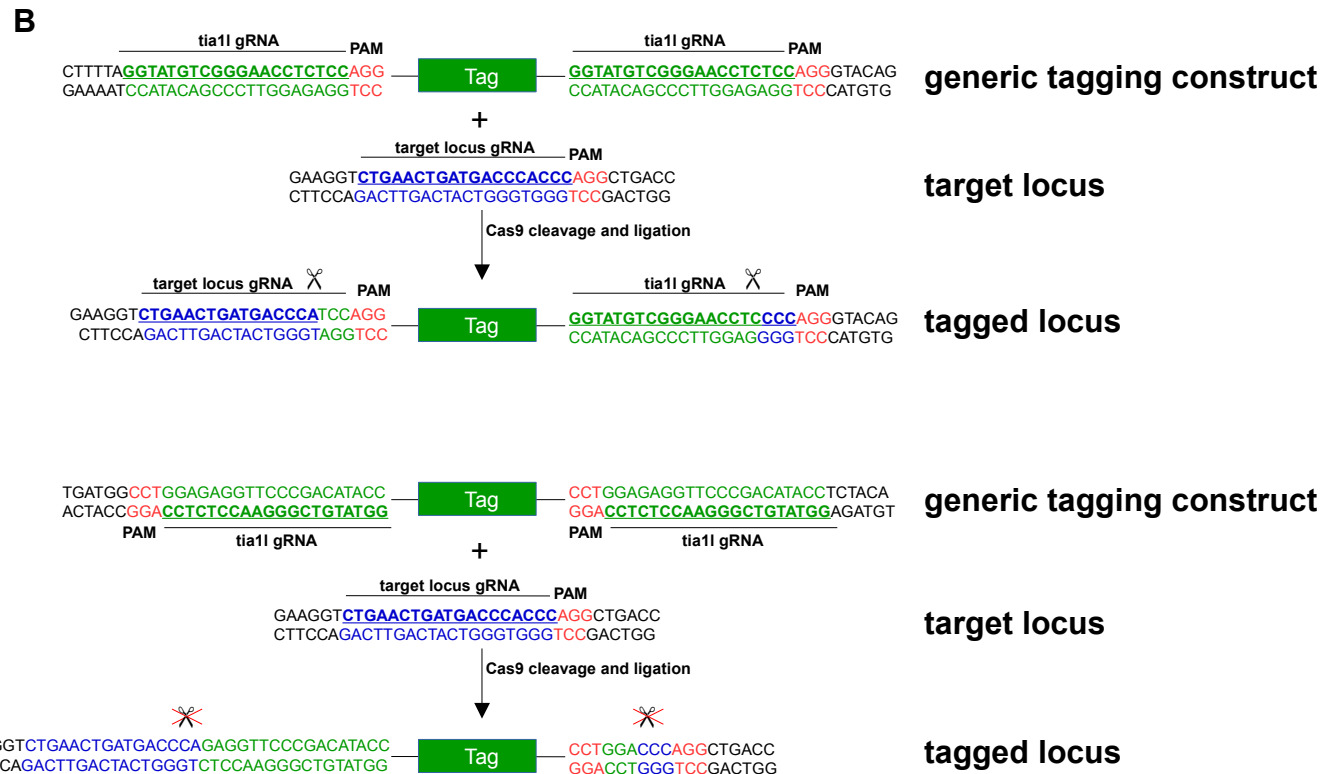 B
tia1l gRNA PAM tia1l gRNA PAM
CTTTTAGGTATGTCGGGAACCTCTCCAGG Tag GGTATGTCGGGAACCTCTCCAGGGTACAG generic tagging construct
GAAAATCCATACAGCCCTTGGAGAGGTCC CCATACAGCCCTTGGAGAGGTCCCATGTG
+
target locus gRNA PAM
GAAGGTCTGAACTGATGACCCACCCAGGCTGACC target locus
CTTCCAGACTTGACTACTGGGTGGGTCCGACTGG
Cas9 cleavage and ligation
target locus gRNA PAM tia1l gRNA PAM
GAAGGTCTGAACTGATGACCCATCCAGG Tag GGTATGTCGGGAACCTCCCCAGGGTACAG tagged locus
CTTCCAGACTTGACTACTGGGTAGGTCC CCATACAGCCCTTGGAGGGGTCCCATGTG
TGATGGCCTGGAGAGGTTCCCGACATACC Tag CCTGGAGAGGTTCCCGACATACCTCTACA generic tagging construct
ACTACCGGACCTCTCCAAGGGCTGTATGG GGACCTCTCCAAGGGCTGTATGGAGATGT
PAM tia1l gRNA PAM tia1l gRNA
+
target locus gRNA PAM
GAAGGTCTGAACTGATGACCCACCCAGGCTGACC target locus
CTTCCAGACTTGACTACTGGGTGGGTCCGACTGG
Cas9 cleavage and ligation
GGTCTGAACTGATGACCCAGAGGTTCCCGACATACC Tag CCTGGACCCAGGCTGACC tagged locus
CAGACTTGACTACTGGGTCTCCAAGGGCTGTATGG GGACCTGGGTCCGACTGG